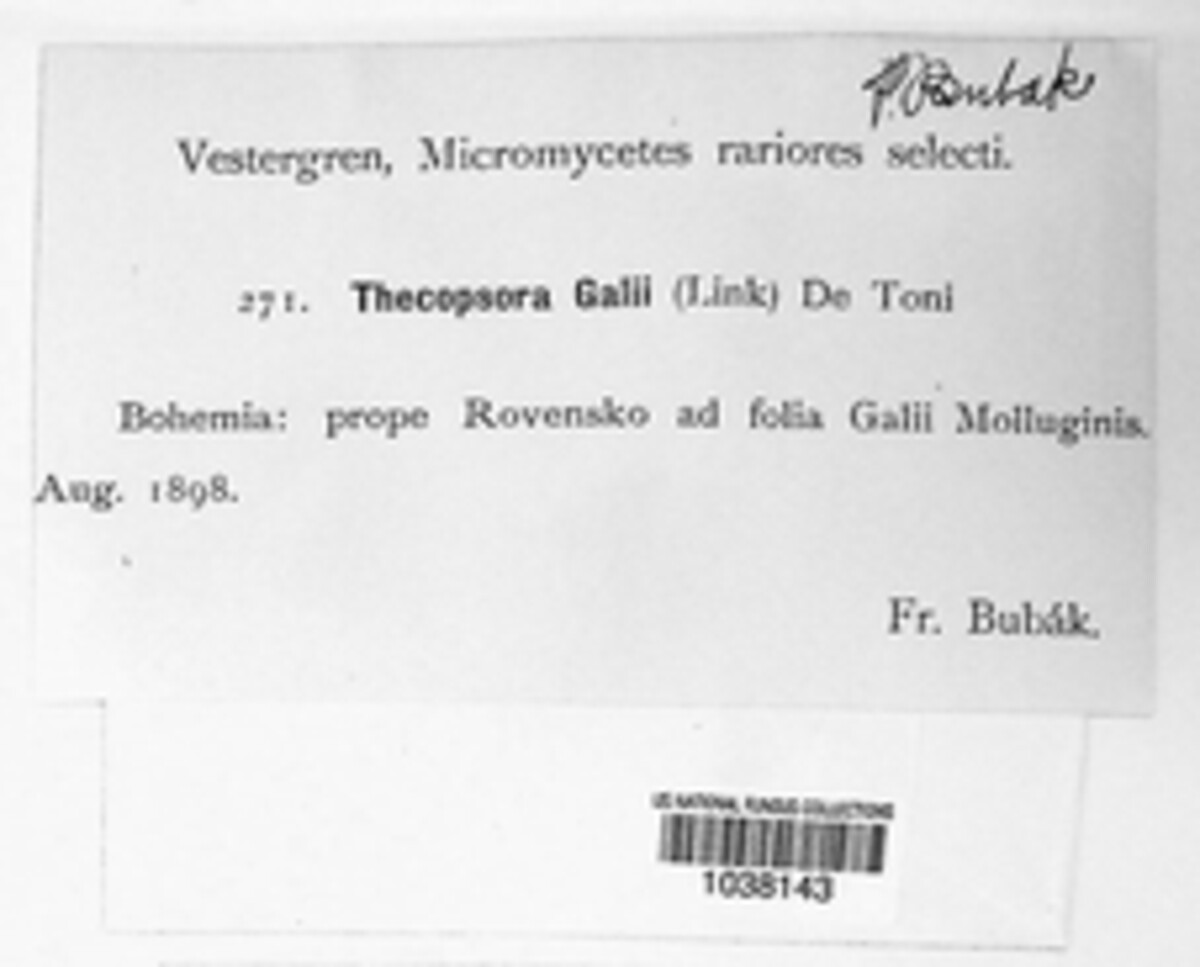 F. Bubak
Vestergren, Micromycetes rariores selecti.
271. Thecopsora Galii (Link) De Toni
Bohemia: prope Rovensko ad folia Galii Molluginis.
Aug. 1898.
Fr. Bubák.
US NATIONAL FUNGUS COLLECTIONS
1038143